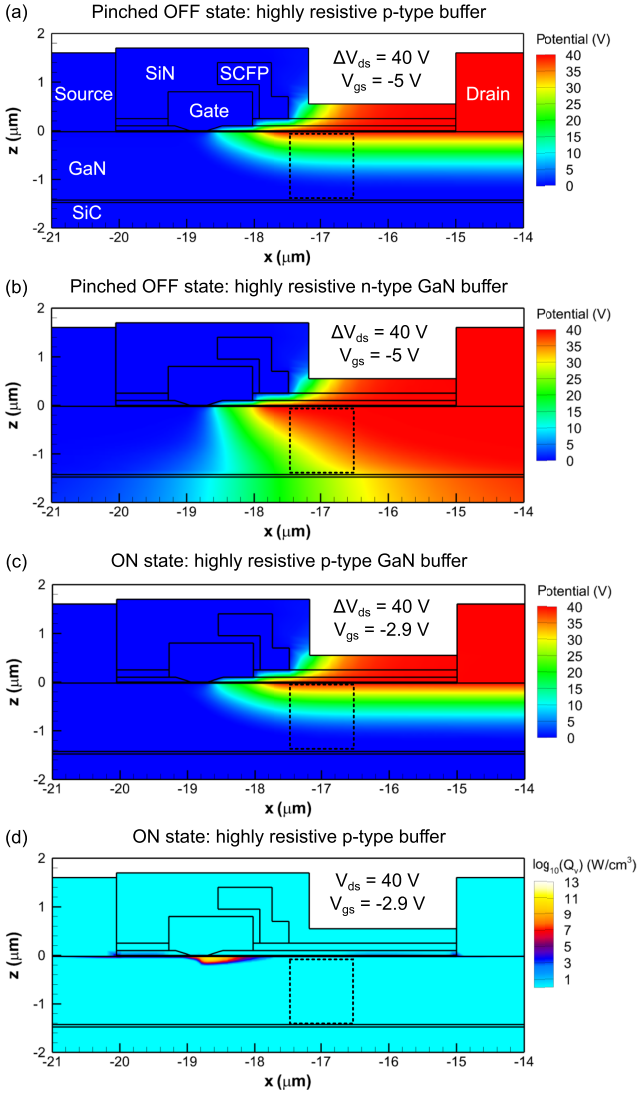 (a) Pinched OFF state: highly resistive p-type buffer
Potential (V)
40
35
30
25
20
15
10
5
0
z (μm)
2
1
0
-1
-2
Source
SiN
SCFP
Gate
GaN
SiC
ΔVds = 40 V
Vgs = -5 V
Drain
-21 -20 -19 -18 -17 -16 -15 -14
x (μm)
(b) Pinched OFF state: highly resistive n-type GaN buffer
Potential (V)
40
35
30
25
20
15
10
5
0
z (μm)
2
1
0
-1
-2
ΔVds = 40 V
Vgs = -5 V
-21 -20 -19 -18 -17 -16 -15 -14
x (μm)
(c) ON state: highly resistive p-type GaN buffer
Potential (V)
40
35
30
25
20
15
10
5
0
z (μm)
2
1
0
-1
-2
ΔVds = 40 V
Vgs = -2.9 V
-21 -20 -19 -18 -17 -16 -15 -14
x (μm)
(d) ON state: highly resistive p-type buffer
log10(Qv) (W/cm³)
13
11
9
7
5
3
1
z (μm)
2
1
0
-1
-2
Vds = 40 V
Vgs = -2.9 V
-21 -20 -19 -18 -17 -16 -15 -14
x (μm)